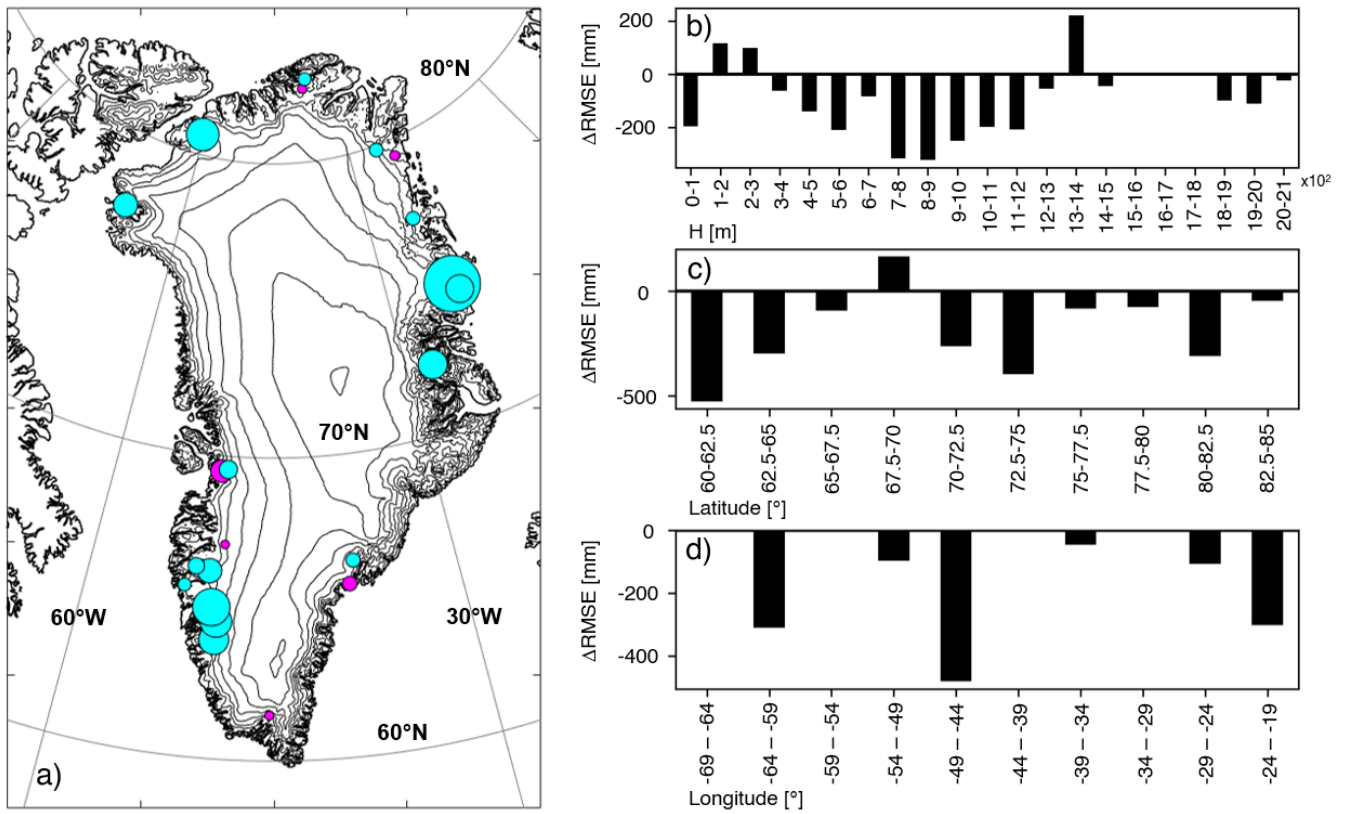 80°N
70°N
60°W
30°W
60°N
a)
b)
ΔRMSE [mm]
200
0
-200
0-1
1-2
2-3
3-4
4-5
5-6
6-7
7-8
8-9
9-10
10-11
11-12
12-13
13-14
14-15
15-16
16-17
17-18
18-19
19-20
20-21
x10²
H [m]
c)
ΔRMSE [mm]
0
-500
60-62.5
62.5-65
65-67.5
67.5-70
70-72.5
72.5-75
75-77.5
77.5-80
80-82.5
82.5-85
Latitude [°]
d)
ΔRMSE [mm]
0
-200
-400
-69 – -64
-64 – -59
-59 – -54
-54 – -49
-49 – -44
-44 – -39
-39 – -34
-34 – -29
-29 – -24
-24 – -19
Longitude [°]